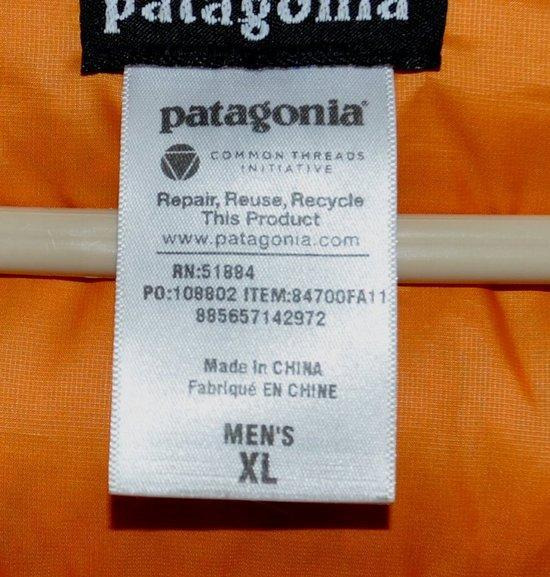 patagonia
patagonia®
COMMON THREADS
INITIATIVE
Repair, Reuse, Recycle
This Product
www.patagonia.com
RN:51884
PO:108802 ITEM:84700FA11
885657142972
Made in CHINA
Fabriqué EN CHINE
MEN'S
XL